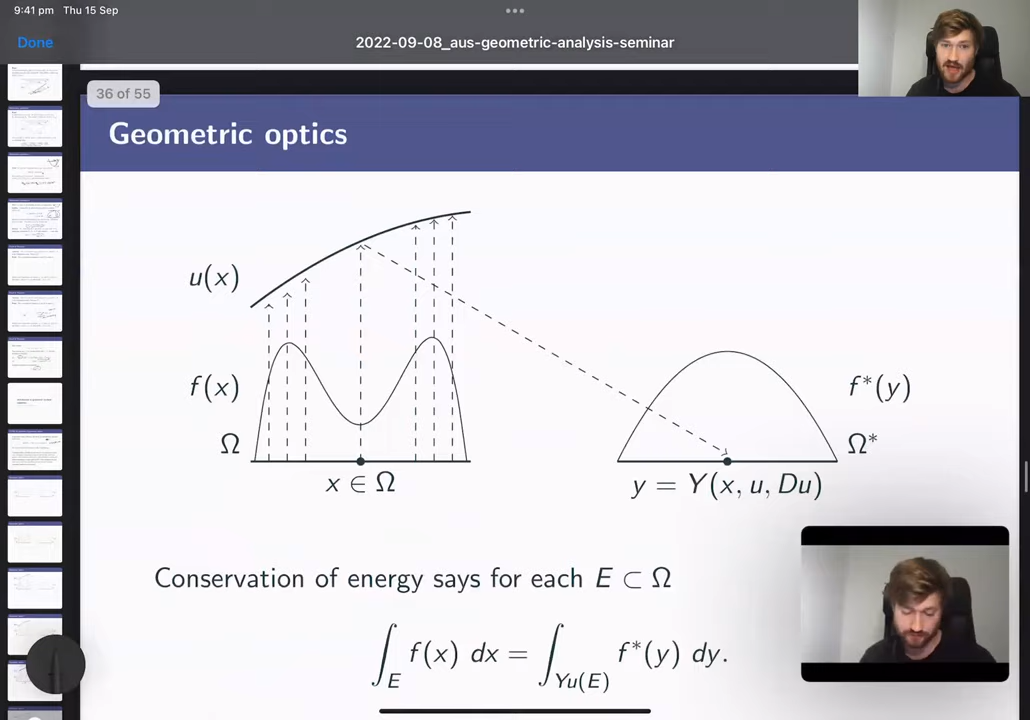 9:41 pm Thu 15 Sep
Done
2022-09-08_aus-geometric-analysis-seminar
36 of 55
Geometric optics
u(x)
f(x)
f*(y)
Ω
Ω*
x ∈ Ω
y = Y(x, u, Du)
Conservation of energy says for each E ⊂ Ω
∫_E f(x) dx = ∫_{Yu(E)} f*(y) dy.